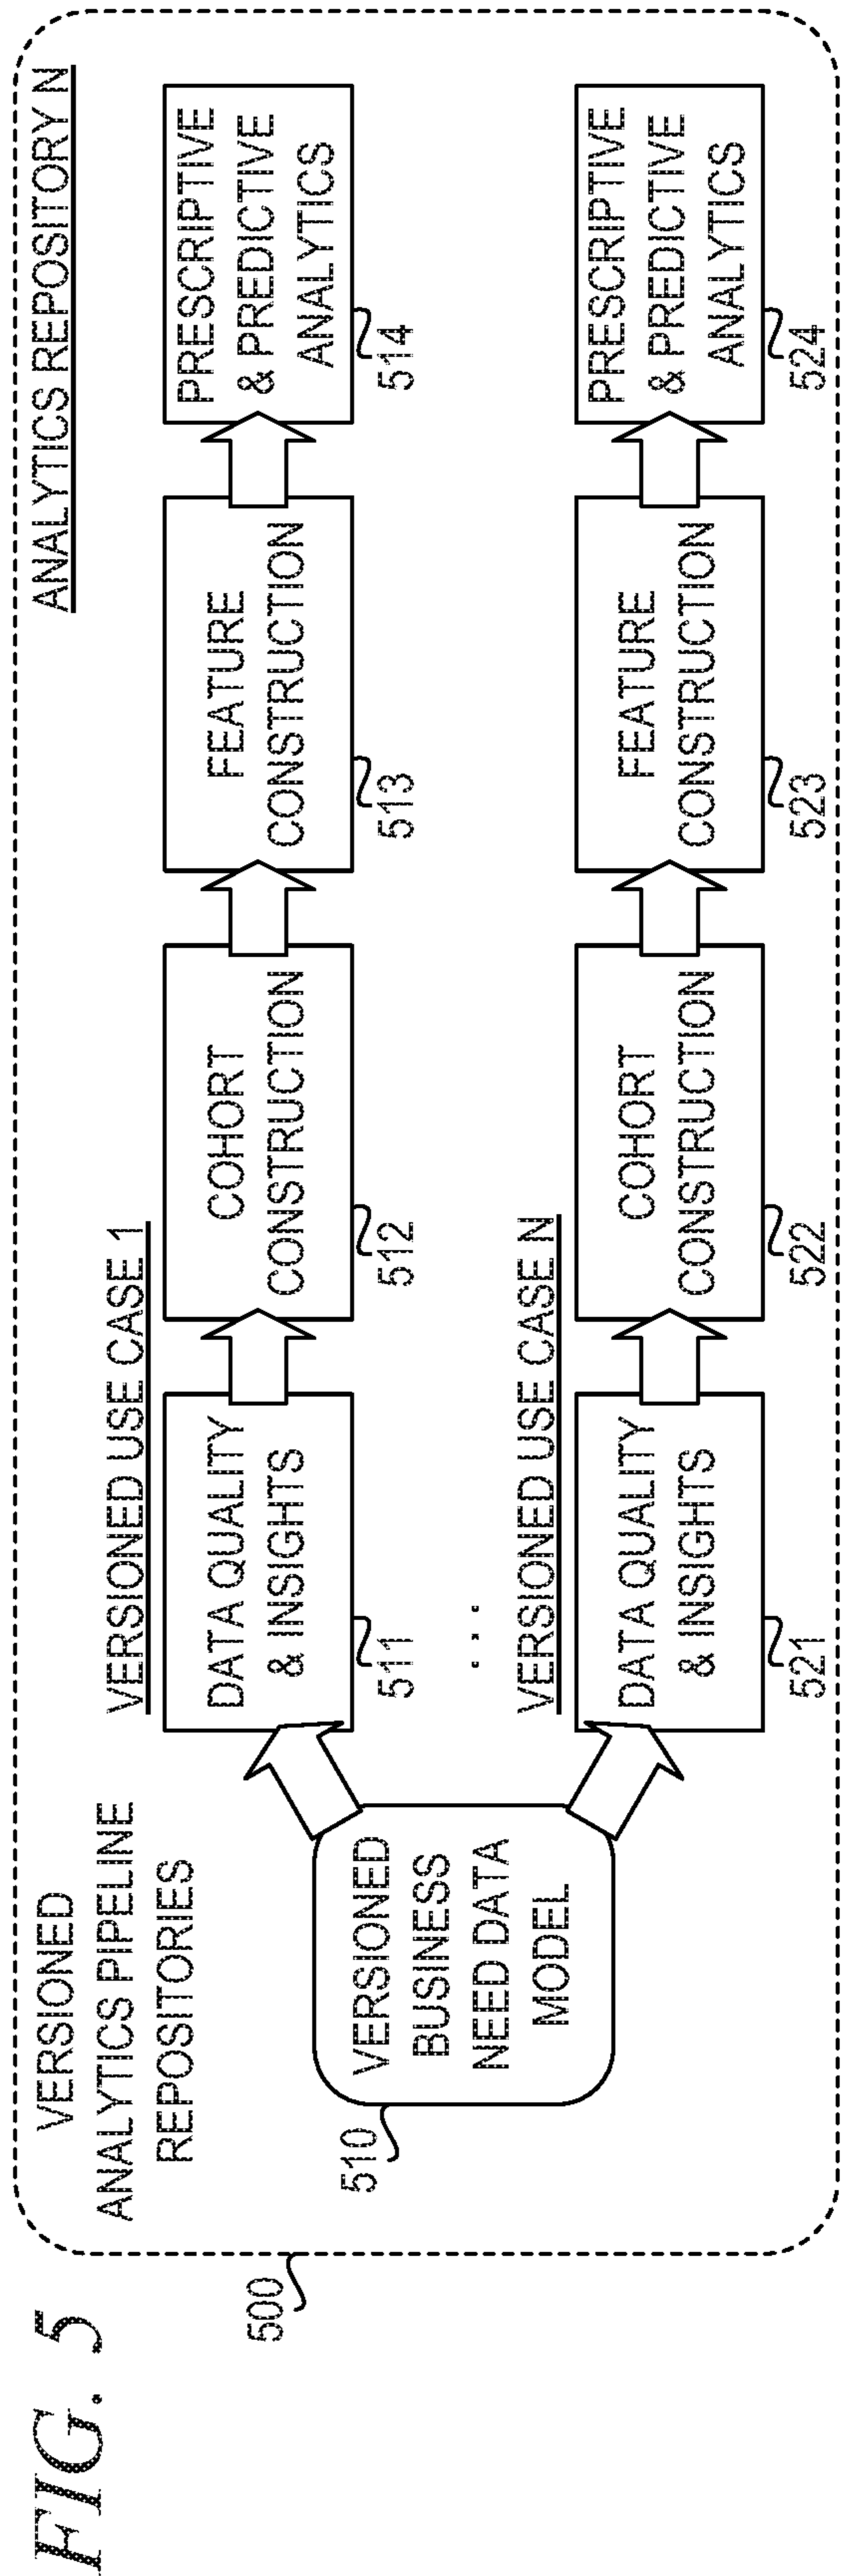 FIG. 5
500
VERSIONED
ANALYTICS PIPELINE
REPOSITORIES
ANALYTICS REPOSITORY N
510
VERSIONED
BUSINESS
NEED DATA
MODEL
VERSIONED USE CASE 1
DATA QUALITY
& INSIGHTS
511
COHORT
CONSTRUCTION
512
FEATURE
CONSTRUCTION
513
PRESCRIPTIVE
& PREDICTIVE
ANALYTICS
514
...
VERSIONED USE CASE N
DATA QUALITY
& INSIGHTS
521
COHORT
CONSTRUCTION
522
FEATURE
CONSTRUCTION
523
PRESCRIPTIVE
& PREDICTIVE
ANALYTICS
524